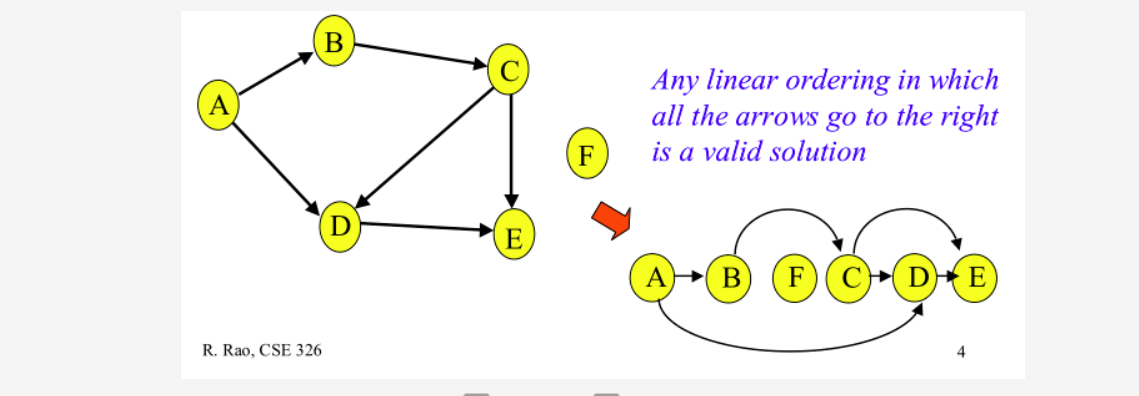 B
C
A
Any linear ordering in which
all the arrows go to the right
is a valid solution
F
D
E
A B F C D E
R. Rao, CSE 326
4